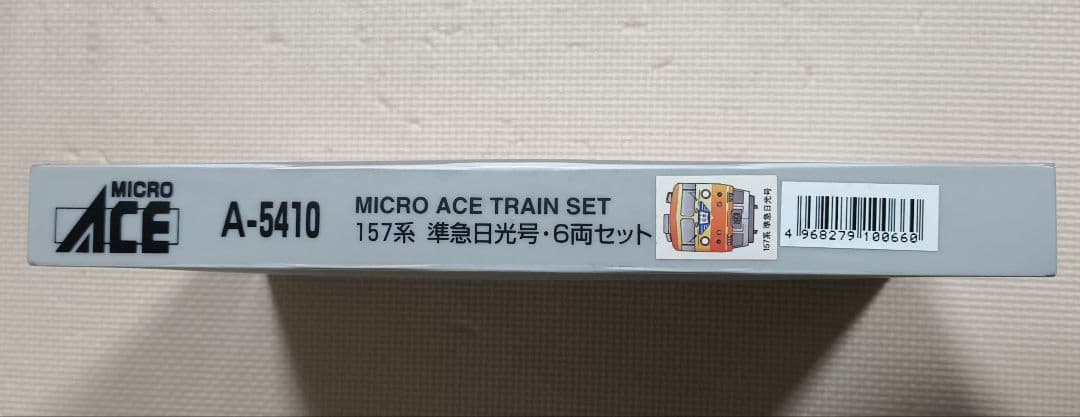 MICRO
ACE
A-5410
MICRO ACE TRAIN SET
157系 準急日光号・6両セット
157系 準急日光号
4 968279 100660